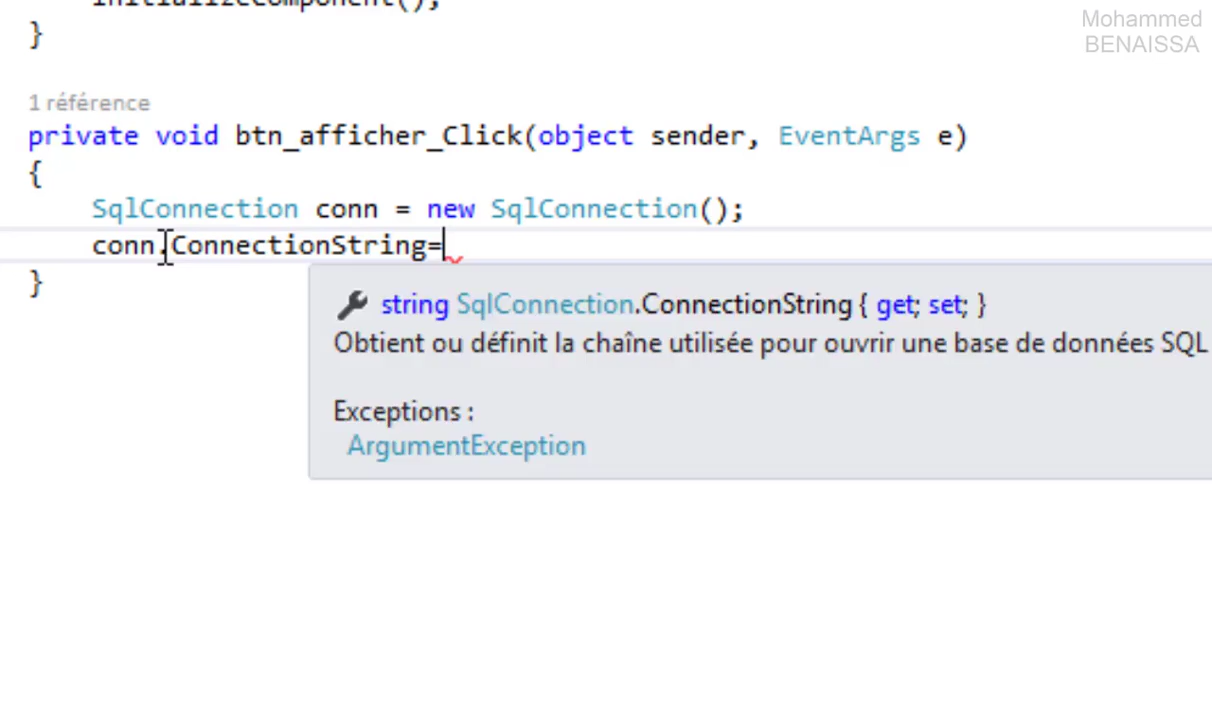 InitializeComponent();
Mohammed
BENAISSA
}
1 référence
private void btn_afficher_Click(object sender, EventArgs e)
{
SqlConnection conn = new SqlConnection();
conn.ConnectionString=
}
string SqlConnection.ConnectionString { get; set; }
Obtient ou définit la chaîne utilisée pour ouvrir une base de données SQL
Exceptions :
ArgumentException